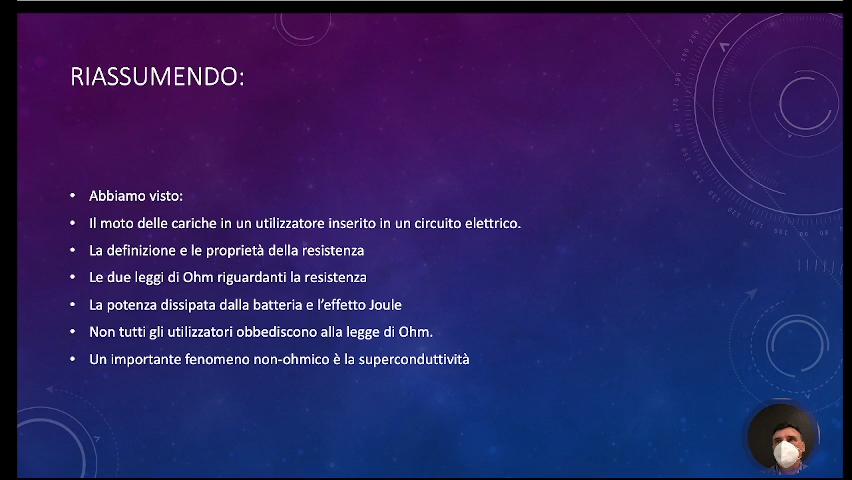 RIASSUMENDO:
• Abbiamo visto:
• Il moto delle cariche in un utilizzatore inserito in un circuito elettrico.
• La definizione e le proprietà della resistenza
• Le due leggi di Ohm riguardanti la resistenza
• La potenza dissipata dalla batteria e l'effetto Joule
• Non tutti gli utilizzatori obbediscono alla legge di Ohm.
• Un importante fenomeno non-ohmico è la superconduttività